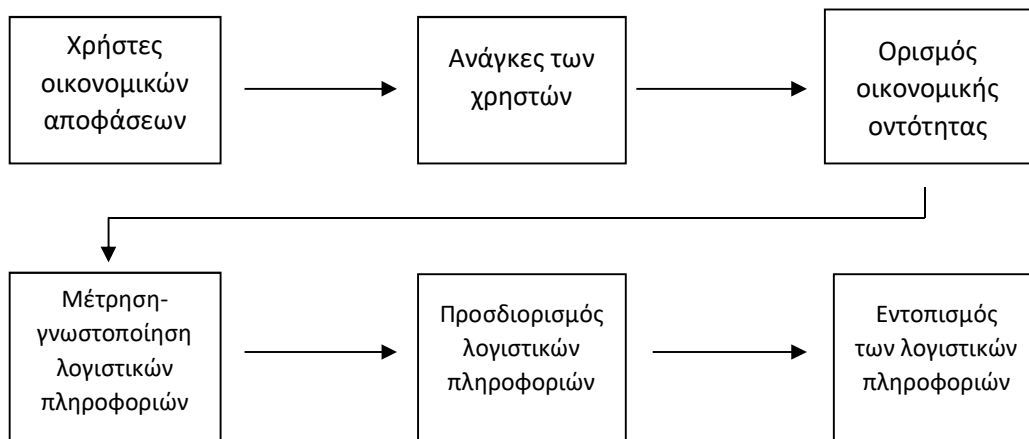 Χρήστες
οικονομικών
αποφάσεων
Ανάγκες των
χρηστών
Ορισμός
οικονομικής
οντότητας
Μέτρηση-
γνωστοποίηση
λογιστικών
πληροφοριών
Προσδιορισμός
λογιστικών
πληροφοριών
Εντοπισμός
των λογιστικών
πληροφοριών